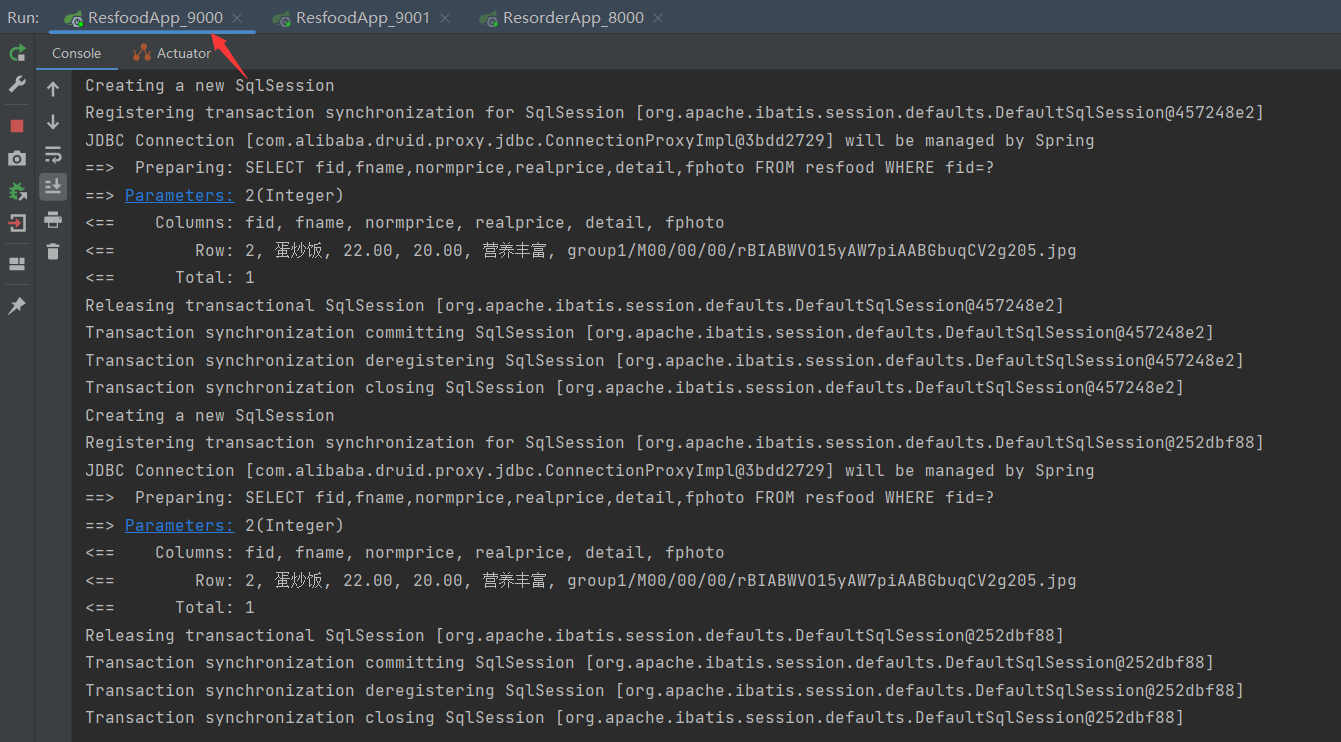 Run: ResfoodApp_9000 × ResfoodApp_9001 × ResorderApp_8000 ×
Console Actuator
Creating a new SqlSession
Registering transaction synchronization for SqlSession [org.apache.ibatis.session.defaults.DefaultSqlSession@457248e2]
JDBC Connection [com.alibaba.druid.proxy.jdbc.ConnectionProxyImpl@3bdd2729] will be managed by Spring
==>  Preparing: SELECT fid,fname,normprice,realprice,detail,fphoto FROM resfood WHERE fid=?
==> Parameters: 2(Integer)
<==    Columns: fid, fname, normprice, realprice, detail, fphoto
<==        Row: 2, 蛋炒饭, 22.00, 20.00, 营养丰富, group1/M00/00/00/rBIABWVO15yAW7piAABGbuqCV2g205.jpg
<==      Total: 1
Releasing transactional SqlSession [org.apache.ibatis.session.defaults.DefaultSqlSession@457248e2]
Transaction synchronization committing SqlSession [org.apache.ibatis.session.defaults.DefaultSqlSession@457248e2]
Transaction synchronization deregistering SqlSession [org.apache.ibatis.session.defaults.DefaultSqlSession@457248e2]
Transaction synchronization closing SqlSession [org.apache.ibatis.session.defaults.DefaultSqlSession@457248e2]
Creating a new SqlSession
Registering transaction synchronization for SqlSession [org.apache.ibatis.session.defaults.DefaultSqlSession@252dbf88]
JDBC Connection [com.alibaba.druid.proxy.jdbc.ConnectionProxyImpl@3bdd2729] will be managed by Spring
==>  Preparing: SELECT fid,fname,normprice,realprice,detail,fphoto FROM resfood WHERE fid=?
==> Parameters: 2(Integer)
<==    Columns: fid, fname, normprice, realprice, detail, fphoto
<==        Row: 2, 蛋炒饭, 22.00, 20.00, 营养丰富, group1/M00/00/00/rBIABWVO15yAW7piAABGbuqCV2g205.jpg
<==      Total: 1
Releasing transactional SqlSession [org.apache.ibatis.session.defaults.DefaultSqlSession@252dbf88]
Transaction synchronization committing SqlSession [org.apache.ibatis.session.defaults.DefaultSqlSession@252dbf88]
Transaction synchronization deregistering SqlSession [org.apache.ibatis.session.defaults.DefaultSqlSession@252dbf88]
Transaction synchronization closing SqlSession [org.apache.ibatis.session.defaults.DefaultSqlSession@252dbf88]